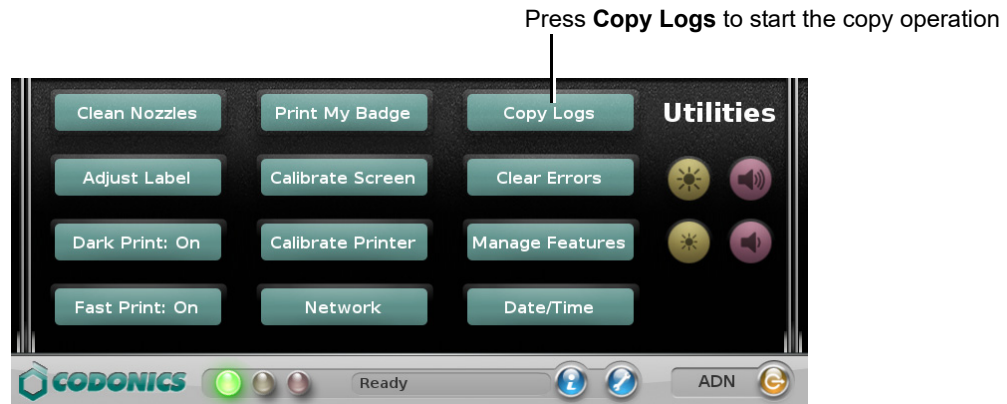 Press Copy Logs to start the copy operation
Clean Nozzles Print My Badge Copy Logs Utilities
Adjust Label Calibrate Screen Clear Errors
Dark Print: On Calibrate Printer Manage Features
Fast Print: On Network Date/Time
CODONICS Ready i ADN